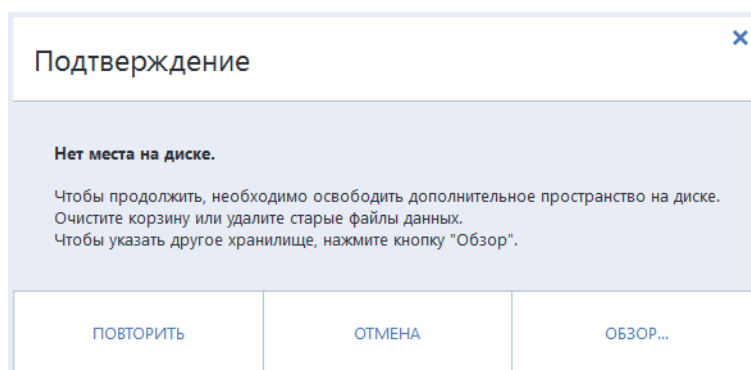 Подтверждение
Нет места на диске.
Чтобы продолжить, необходимо освободить дополнительное пространство на диске.
Очистите корзину или удалите старые файлы данных.
Чтобы указать другое хранилище, нажмите кнопку "Обзор".
ПОВТОРИТЬ ОТМЕНА ОБЗОР...